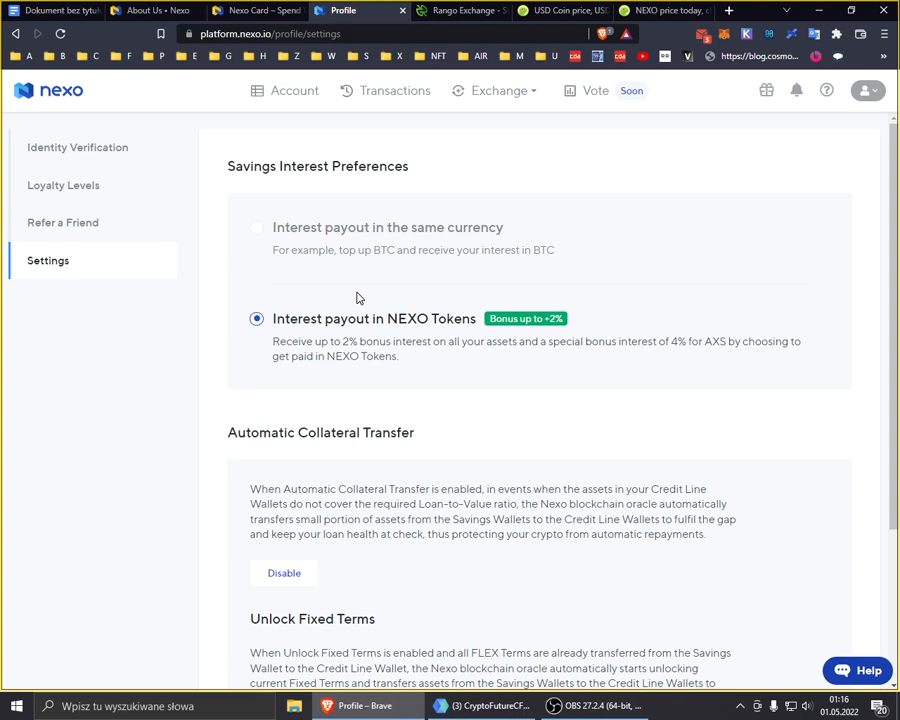 Dokument bez tytuł
About Us • Nexo
Nexo Card – Spend
Profile
Rango Exchange - S
USD Coin price, USD
NEXO price today, c
platform.nexo.io/profile/settings
A
B
C
F
P
E
G
H
Z
W
S
X
NFT
AIR
M
U
https://blog.cosmo...
nexo
Account
Transactions
Exchange
Vote
Soon
Identity Verification
Loyalty Levels
Refer a Friend
Settings
Savings Interest Preferences
Interest payout in the same currency
For example, top up BTC and receive your interest in BTC
Interest payout in NEXO Tokens
Bonus up to +2%
Receive up to 2% bonus interest on all your assets and a special bonus interest of 4% for AXS by choosing to
get paid in NEXO Tokens.
Automatic Collateral Transfer
When Automatic Collateral Transfer is enabled, in events when the assets in your Credit Line
Wallets do not cover the required Loan-to-Value ratio, the Nexo blockchain oracle automatically
transfers small portion of assets from the Savings Wallets to the Credit Line Wallets to fulfil the gap
and keep your loan health at check, thus protecting your crypto from automatic repayments.
Disable
Unlock Fixed Terms
When Unlock Fixed Terms is enabled and all FLEX Terms are already transferred from the Savings
Wallet to the Credit Line Wallet, the Nexo blockchain oracle automatically starts unlocking
current Fixed Terms and transfers assets from the Savings Wallets to the Credit Line Wallets to
Help
Wpisz tu wyszukiwane słowa
Profile – Brave
(3) CryptoFutureCF...
OBS 27.2.4 (64-bit, ...
01:16
01.05.2022
20